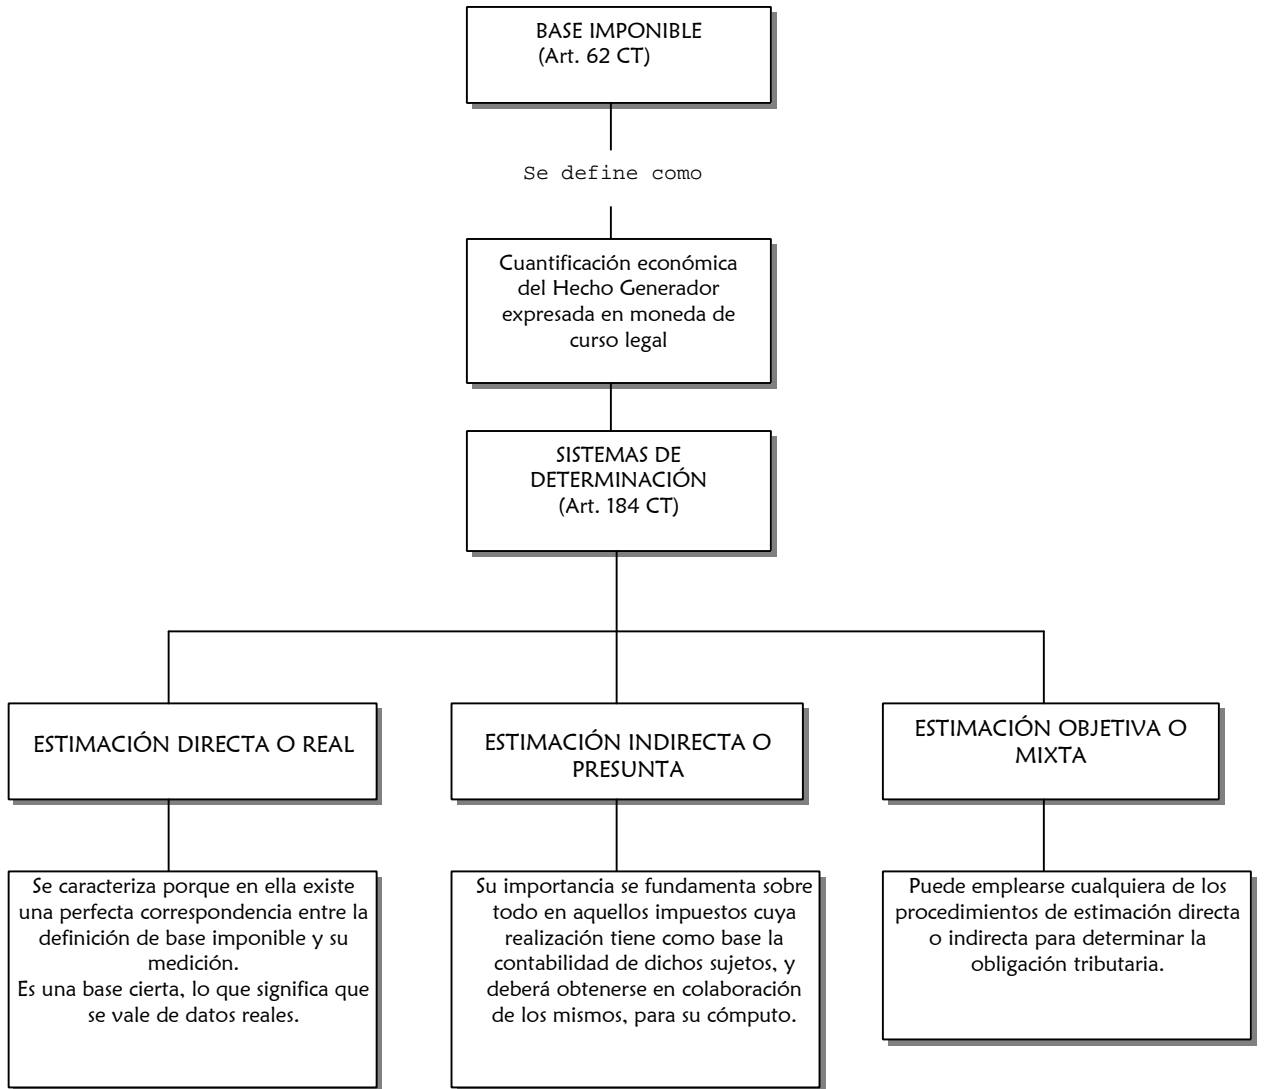 BASE IMPONIBLE
(Art. 62 CT)
Se define como
Cuantificación económica
del Hecho Generador
expresada en moneda de
curso legal
SISTEMAS DE
DETERMINACIÓN
(Art. 184 CT)
ESTIMACIÓN DIRECTA O REAL
ESTIMACIÓN INDIRECTA O
PRESUNTA
ESTIMACIÓN OBJETIVA O
MIXTA
Se caracteriza porque en ella existe
una perfecta correspondencia entre la
definición de base imponible y su
medición.
Es una base cierta, lo que significa que
se vale de datos reales.
Su importancia se fundamenta sobre
todo en aquellos impuestos cuya
realización tiene como base la
contabilidad de dichos sujetos, y
deberá obtenerse en colaboración
de los mismos, para su cómputo.
Puede emplearse cualquiera de los
procedimientos de estimación directa
o indirecta para determinar la
obligación tributaria.